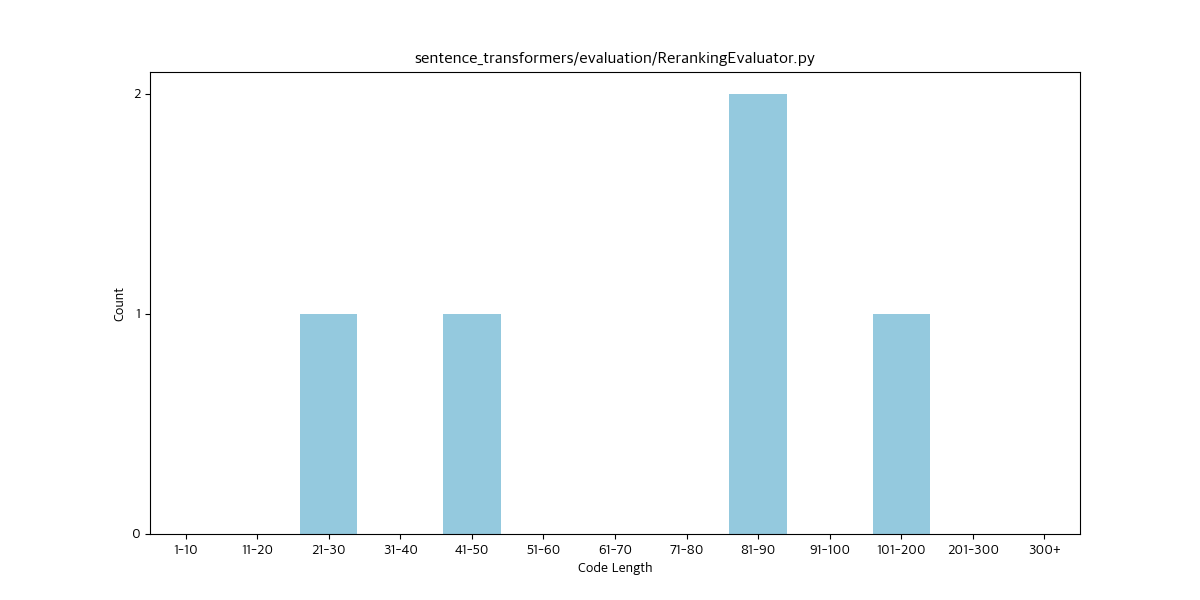 sentence_transformers/evaluation/RerankingEvaluator.py
2
1
0
Count
1-10 11-20 21-30 31-40 41-50 51-60 61-70 71-80 81-90 91-100 101-200 201-300 300+
Code Length